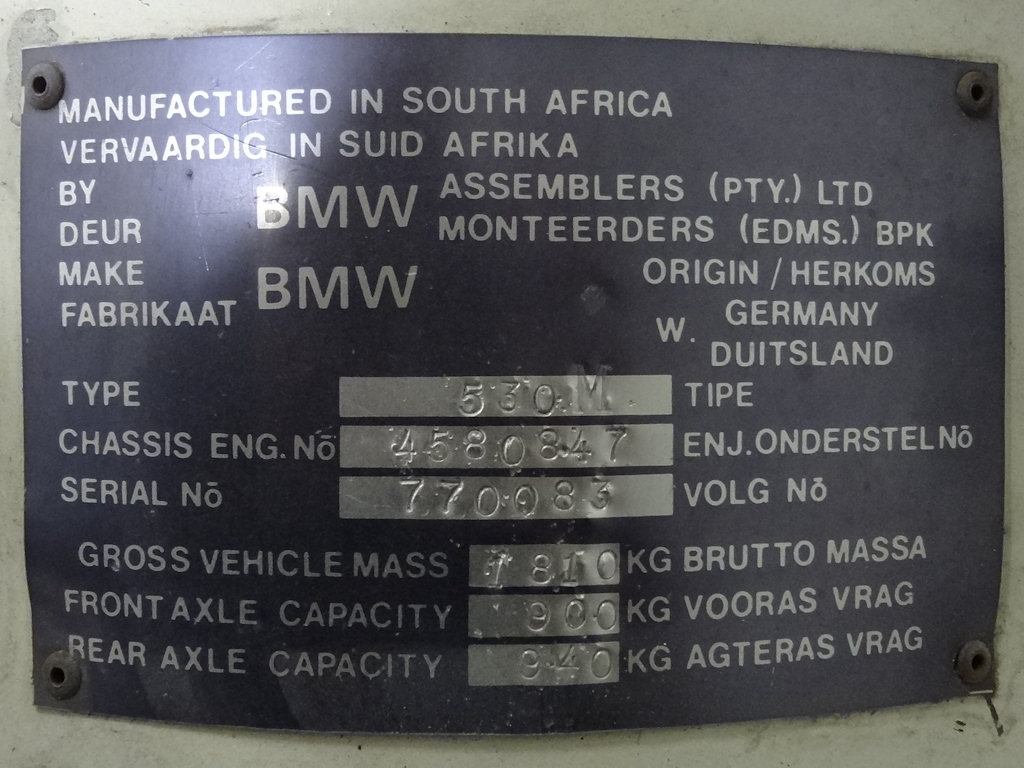 MANUFACTURED IN SOUTH AFRICA
VERVAARDIG IN SUID AFRIKA
BY BMW ASSEMBLERS (PTY.) LTD
DEUR MONTEERDERS (EDMS.) BPK
MAKE BMW ORIGIN / HERKOMS
FABRIKAAT W. GERMANY
DUITSLAND
TYPE 530 M TIPE
CHASSIS ENG. Nō 4580847 ENJ. ONDERSTEL Nō
SERIAL Nō 770083 VOLG Nō
GROSS VEHICLE MASS 1810 KG BRUTTO MASSA
FRONT AXLE CAPACITY 900 KG VOORAS VRAG
REAR AXLE CAPACITY 940 KG AGTERAS VRAG